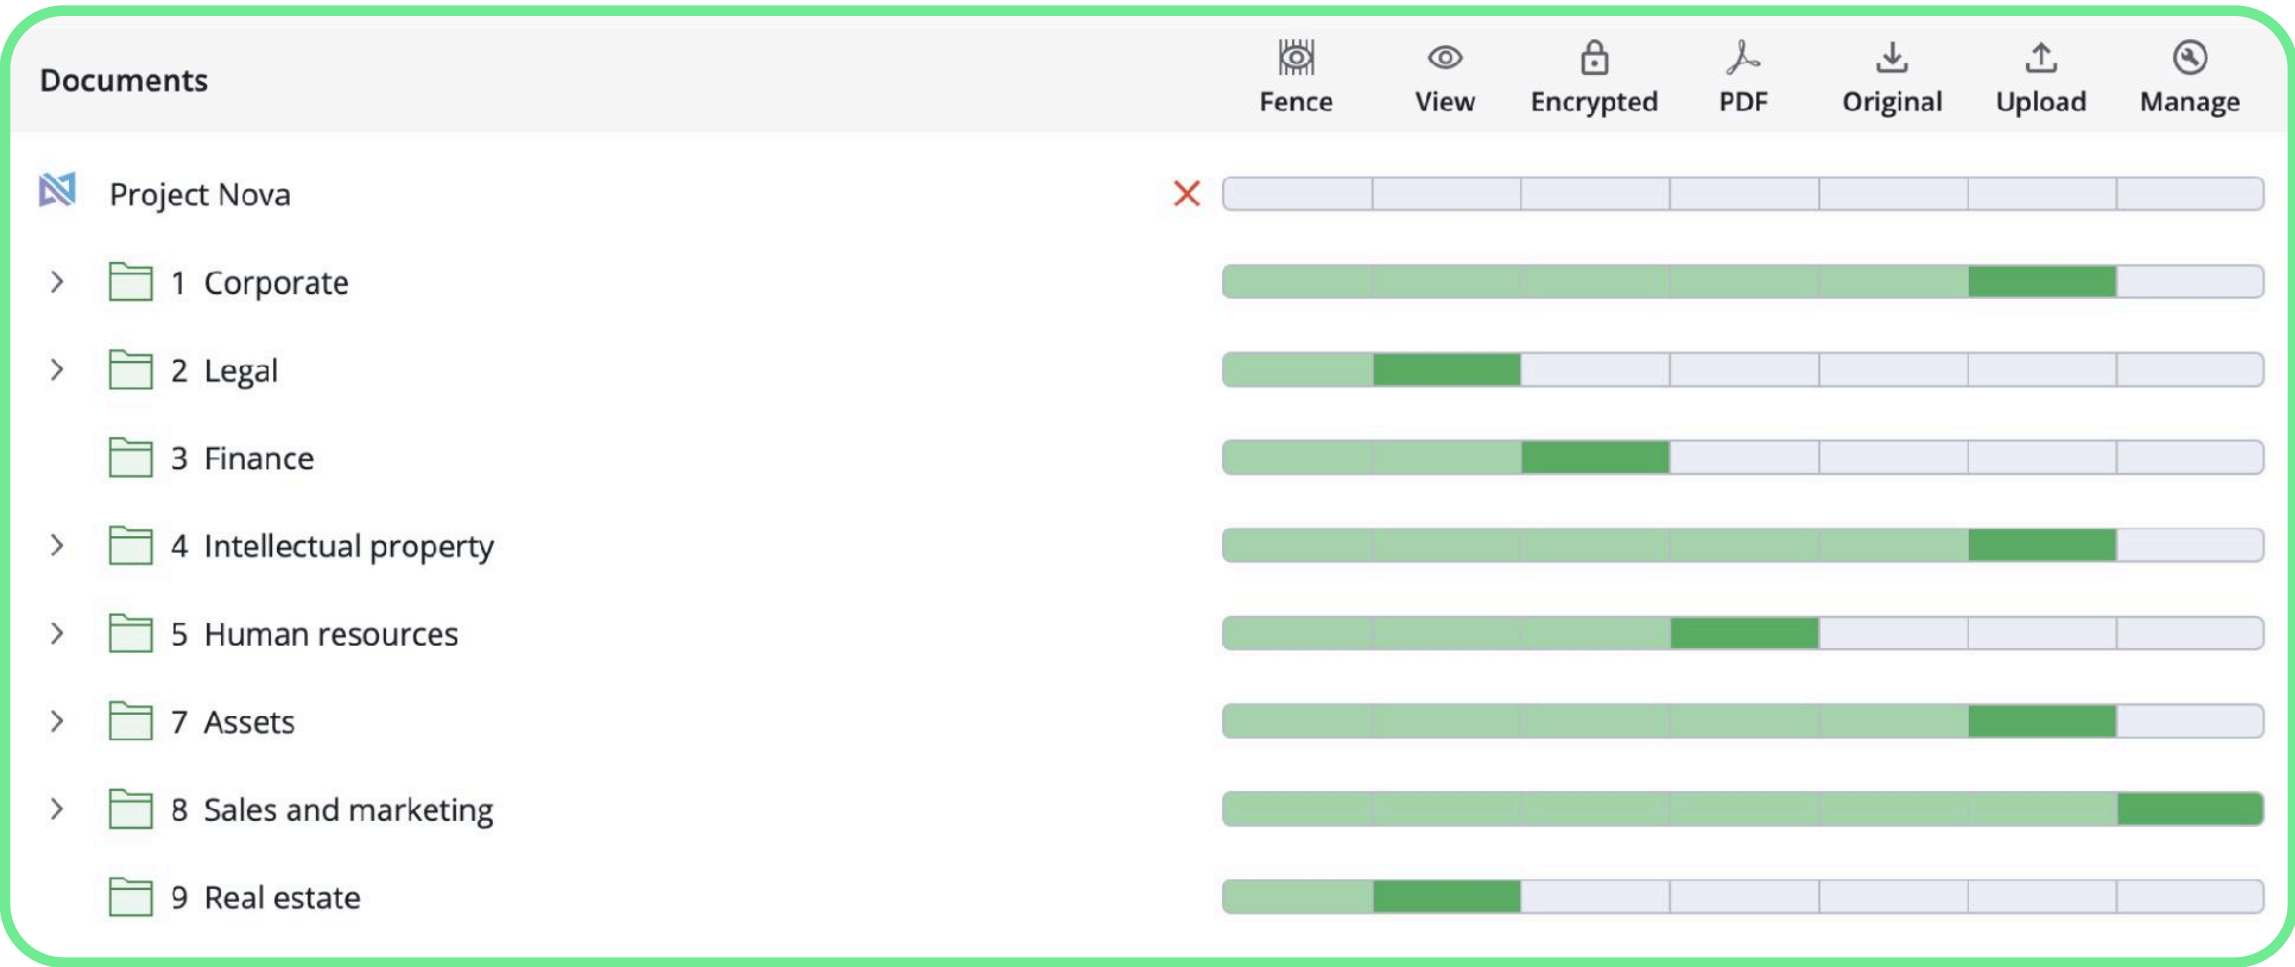 Documents
Fence View Encrypted PDF Original Upload Manage
Project Nova
1 Corporate
2 Legal
3 Finance
4 Intellectual property
5 Human resources
7 Assets
8 Sales and marketing
9 Real estate